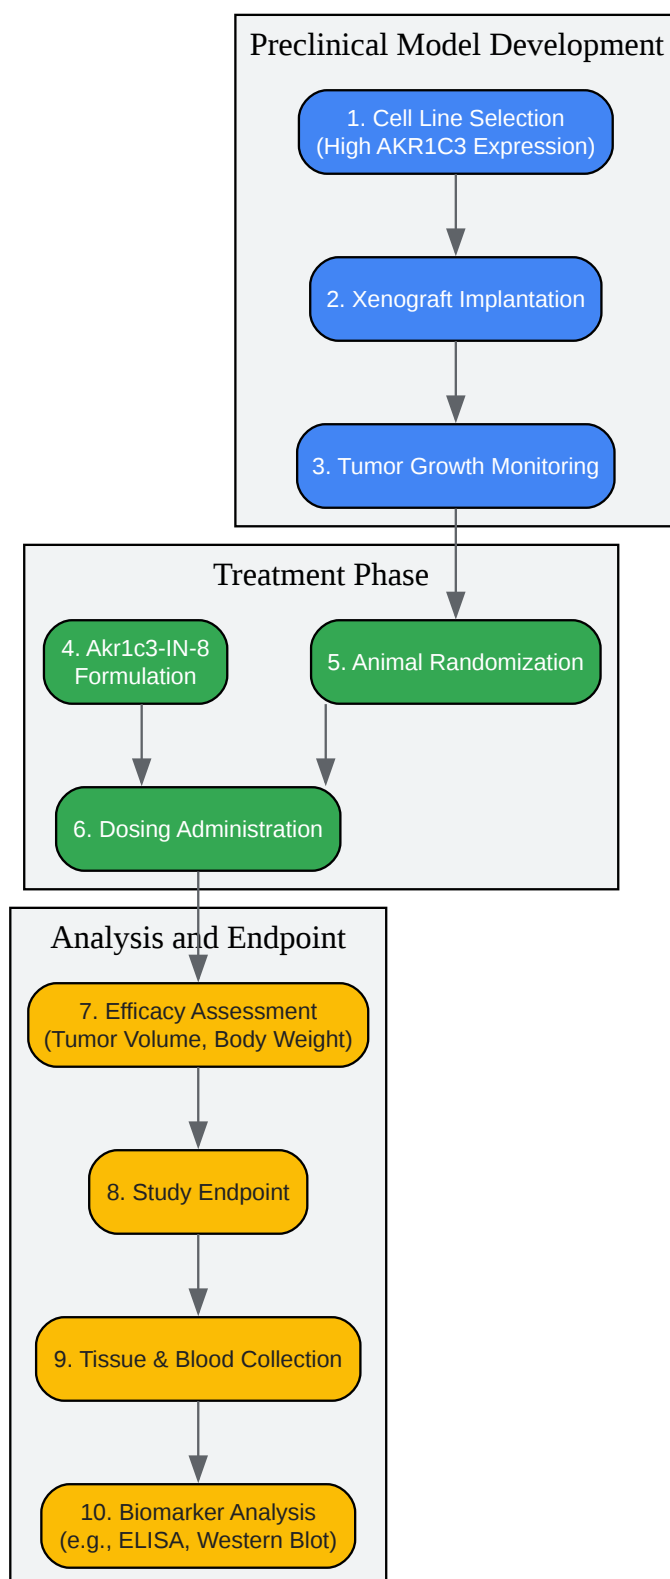 Preclinical Model Development
1. Cell Line Selection
(High AKR1C3 Expression)
2. Xenograft Implantation
3. Tumor Growth Monitoring
Treatment Phase
4. Akr1c3-IN-8
Formulation
5. Animal Randomization
6. Dosing Administration
Analysis and Endpoint
7. Efficacy Assessment
(Tumor Volume, Body Weight)
8. Study Endpoint
9. Tissue & Blood Collection
10. Biomarker Analysis
(e.g., ELISA, Western Blot)